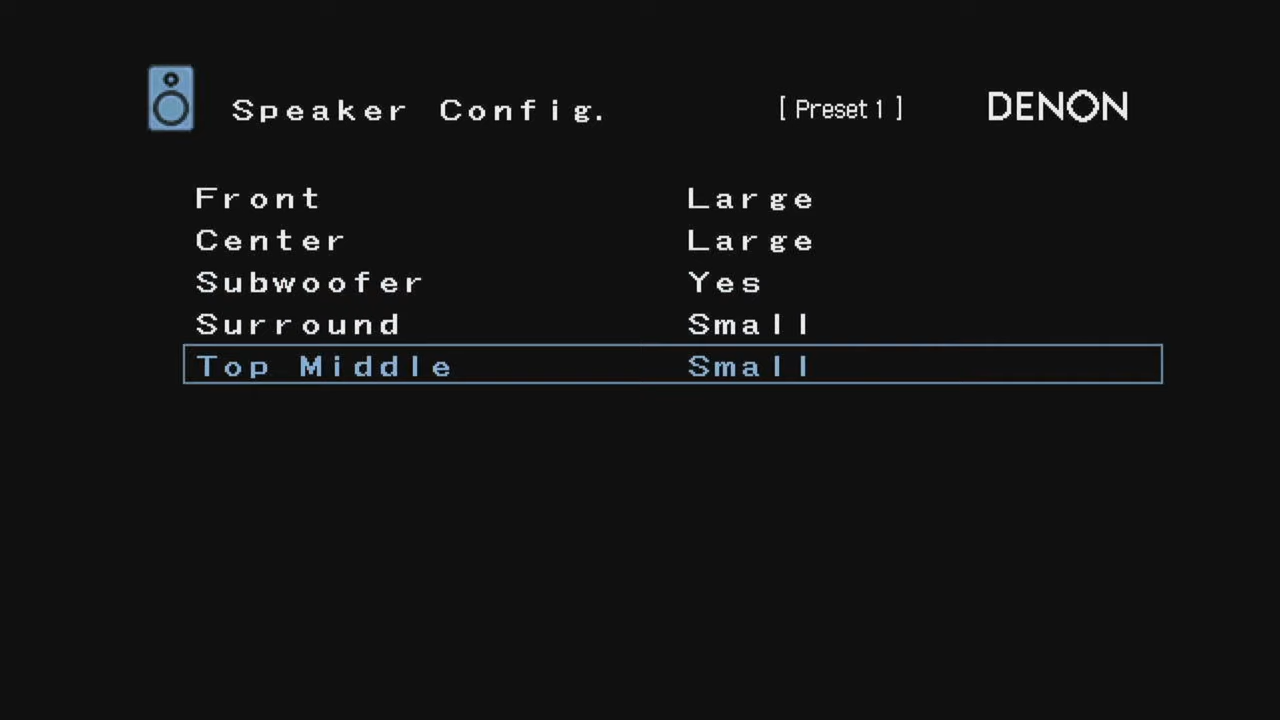 Speaker Config. [ Preset 1 ] DENON
Front Large
Center Large
Subwoofer Yes
Surround Small
Top Middle Small